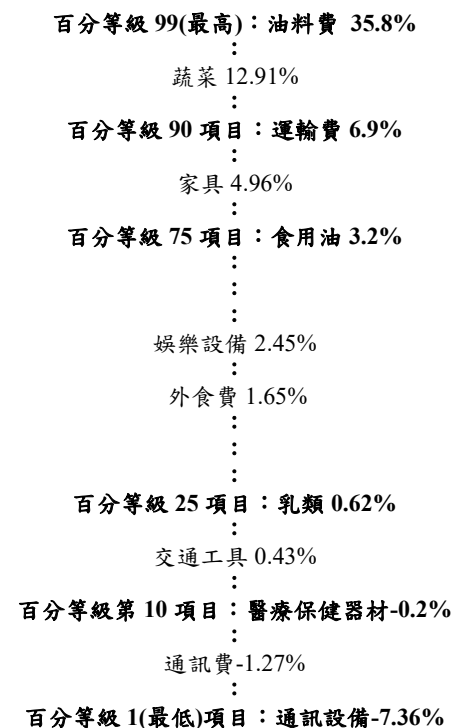 百分等級 99(最高)：油料費 35.8%
：
蔬菜 12.91%
：
百分等級 90 項目：運輸費 6.9%
：
家具 4.96%
：
百分等級 75 項目：食用油 3.2%
：
：
：
娛樂設備 2.45%
：
外食費 1.65%
：
：
：
百分等級 25 項目：乳類 0.62%
：
交通工具 0.43%
：
百分等級第 10 項目：醫療保健器材-0.2%
：
通訊費-1.27%
：
百分等級 1(最低)項目：通訊設備-7.36%